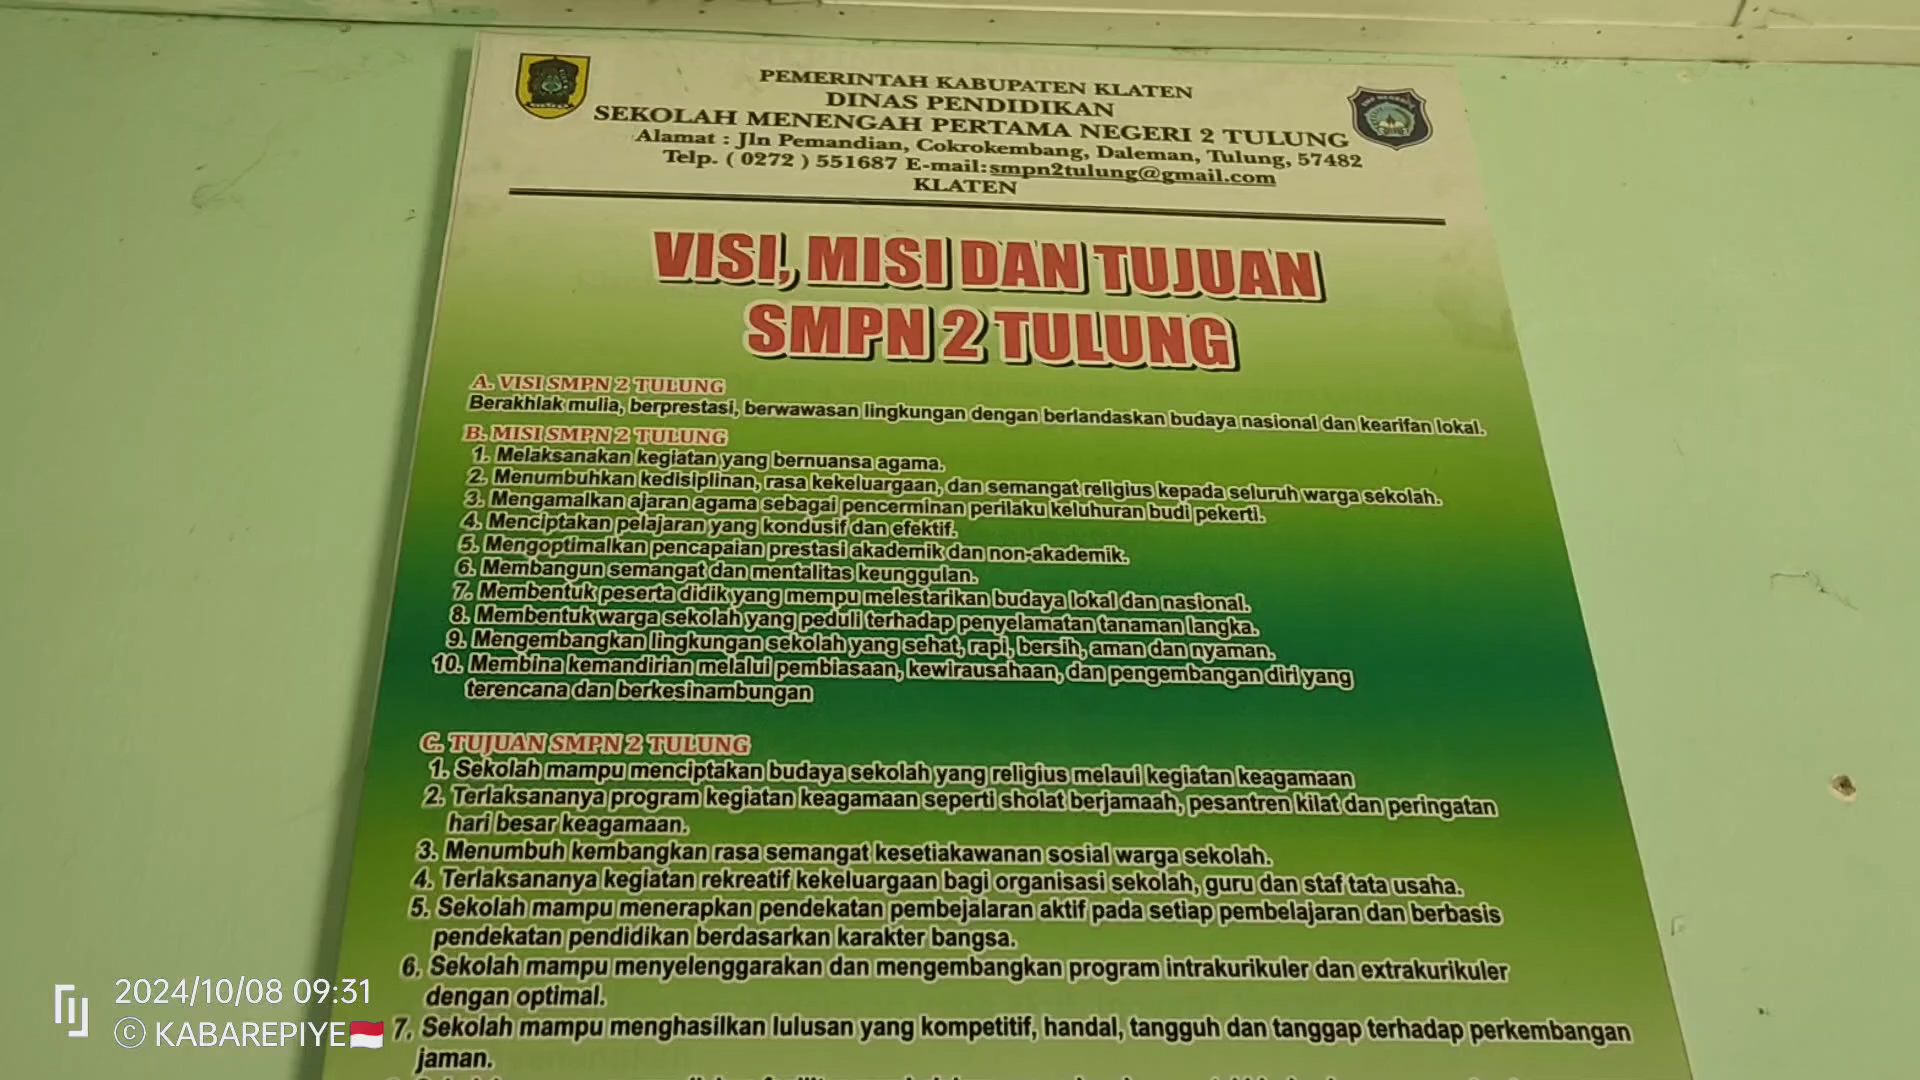 PEMERINTAH KABUPATEN KLATEN
DINAS PENDIDIKAN
SEKOLAH MENENGAH PERTAMA NEGERI 2 TULUNG
Alamat : Jln Pemandian, Cokrokembang, Daleman, Tulung, 57482
Telp. ( 0272 ) 551687 E-mail:smpn2tulung@gmail.com
KLATEN
VISI, MISI DAN TUJUAN
SMPN 2 TULUNG
A. VISI SMPN 2 TULUNG
Berakhlak mulia, berprestasi, berwawasan lingkungan dengan berlandaskan budaya nasional dan kearifan lokal.
B. MISI SMPN 2 TULUNG
1. Melaksanakan kegiatan yang bernuansa agama.
2. Menumbuhkan kedisiplinan, rasa kekeluargaan, dan semangat religius kepada seluruh warga sekolah.
3. Mengamalkan ajaran agama sebagai pencerminan perilaku keluhuran budi pekerti.
4. Menciptakan pelajaran yang kondusif dan efektif.
5. Mengoptimalkan pencapaian prestasi akademik dan non-akademik.
6. Membangun semangat dan mentalitas keunggulan.
7. Membentuk peserta didik yang mempu melestarikan budaya lokal dan nasional.
8. Membentuk warga sekolah yang peduli terhadap penyelamatan tanaman langka.
9. Mengembangkan lingkungan sekolah yang sehat, rapi, bersih, aman dan nyaman.
10. Membina kemandirian melalui pembiasaan, kewirausahaan, dan pengembangan diri yang
terencana dan berkesinambungan
C. TUJUAN SMPN 2 TULUNG
1. Sekolah mampu menciptakan budaya sekolah yang religius melaui kegiatan keagamaan
2. Terlaksananya program kegiatan keagamaan seperti sholat berjamaah, pesantren kilat dan peringatan
hari besar keagamaan.
3. Menumbuh kembangkan rasa semangat kesetiakawanan sosial warga sekolah.
4. Terlaksananya kegiatan rekreatif kekeluargaan bagi organisasi sekolah, guru dan staf tata usaha.
5. Sekolah mampu menerapkan pendekatan pembejalaran aktif pada setiap pembelajaran dan berbasis
pendekatan pendidikan berdasarkan karakter bangsa.
6. Sekolah mampu menyelenggarakan dan mengembangkan program intrakurikuler dan extrakurikuler
dengan optimal.
7. Sekolah mampu menghasilkan lulusan yang kompetitif, handal, tangguh dan tanggap terhadap perkembangan
jaman.
2024/10/08 09:31
© KABAREPIYE🇮🇩